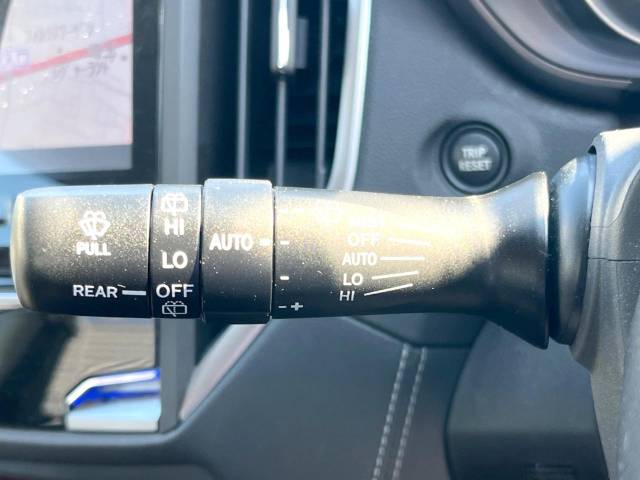 TRIP
RESET
PULL
REAR
HI
LO
OFF
AUTO
- +
OFF
AUTO
LO
HI